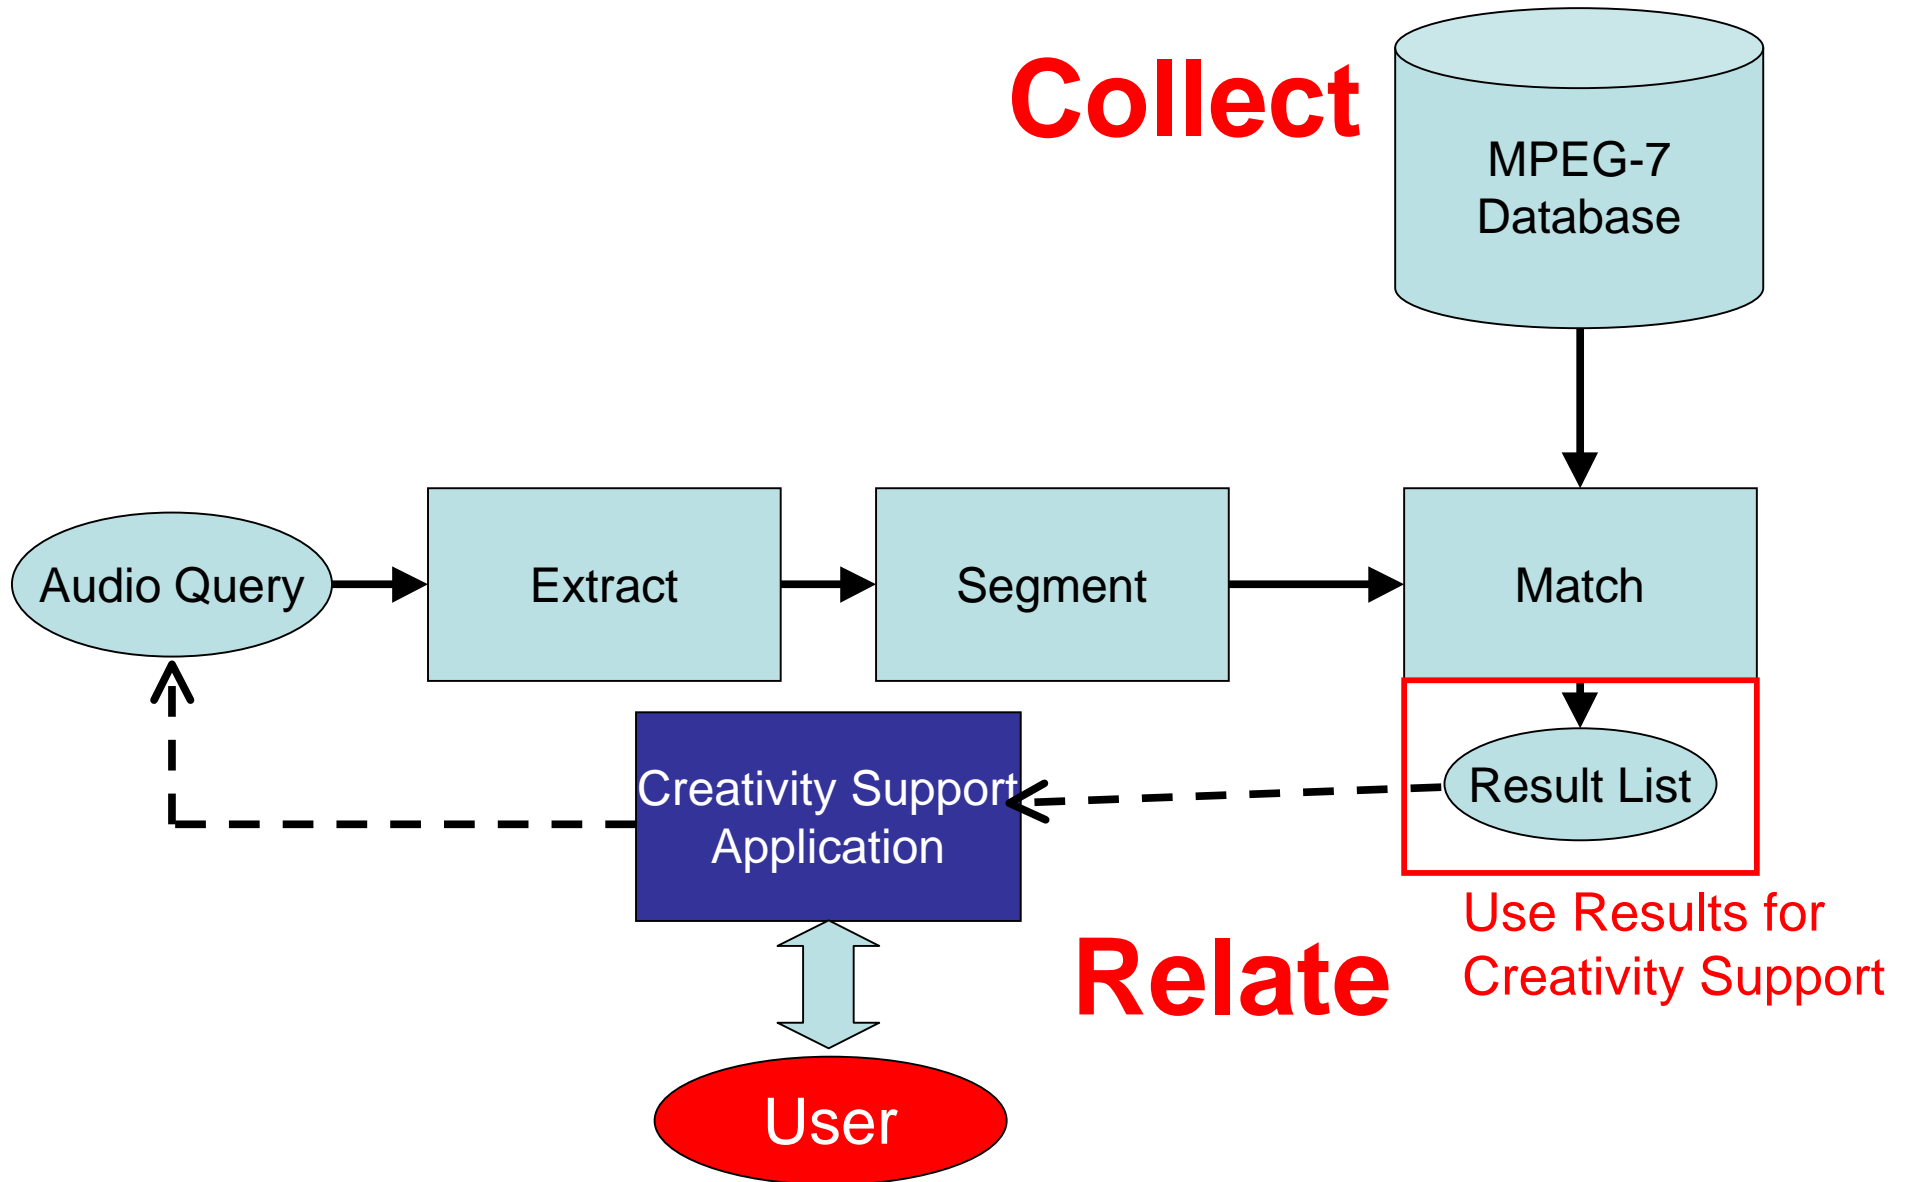 Collect
MPEG-7
Database
Audio Query
Extract
Segment
Match
Creativity Support
Application
Result List
Use Results for
Creativity Support
Relate
User